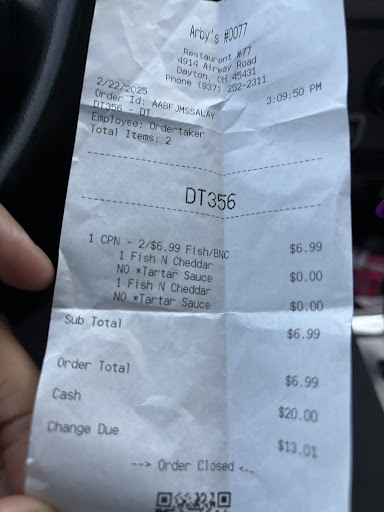 Arby's #0077
Restaurant #77
4914 Airway Road
Dayton, OH 45431
Phone (937) 252-2311
2/22/2025 3:09:50 PM
Order Id: AABFJMSSALAY
DT356 - DT
Employee: Ordertaker
Total Items: 2
DT356
1 CPN - 2/$6.99 Fish/BNC $6.99
1 Fish N Cheddar $0.00
NO *Tartar Sauce
1 Fish N Cheddar $0.00
NO *Tartar Sauce
Sub Total $6.99
Order Total $6.99
Cash $20.00
Change Due $13.01
--> Order Closed <--